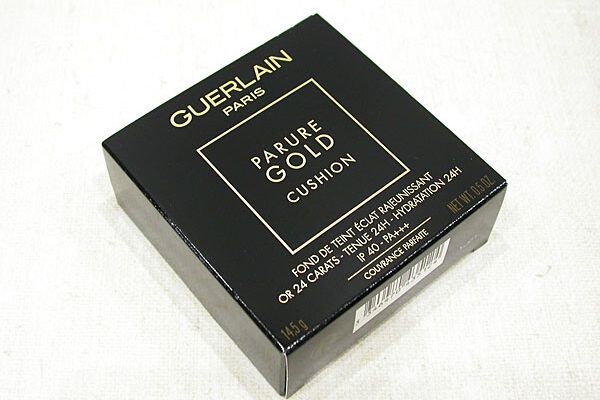 GUERLAIN
PARIS
PARURE
GOLD
CUSHION
FOND DE TEINT ÉCLAT RAJEUNISSANT
OR 24 CARATS - TENUE 24H - HYDRATATION 24H
IP 40 - PA+++
COUVRANCE PARFAITE
14,5 g
NET WT. 0.5 OZ.